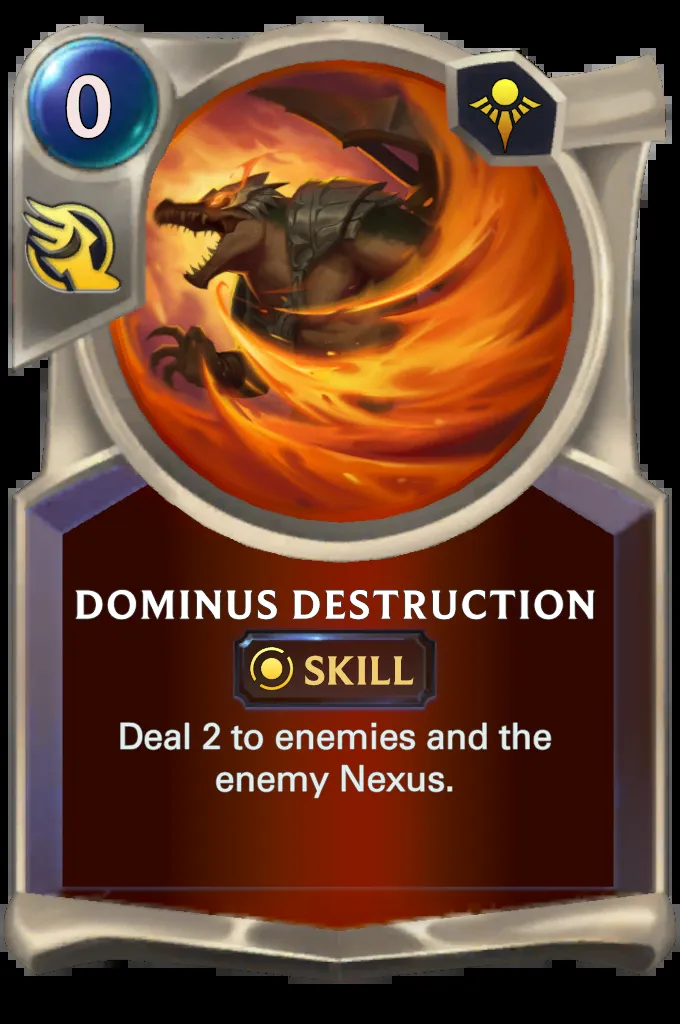 0
DOMINUS DESTRUCTION
SKILL
Deal 2 to enemies and the
enemy Nexus.